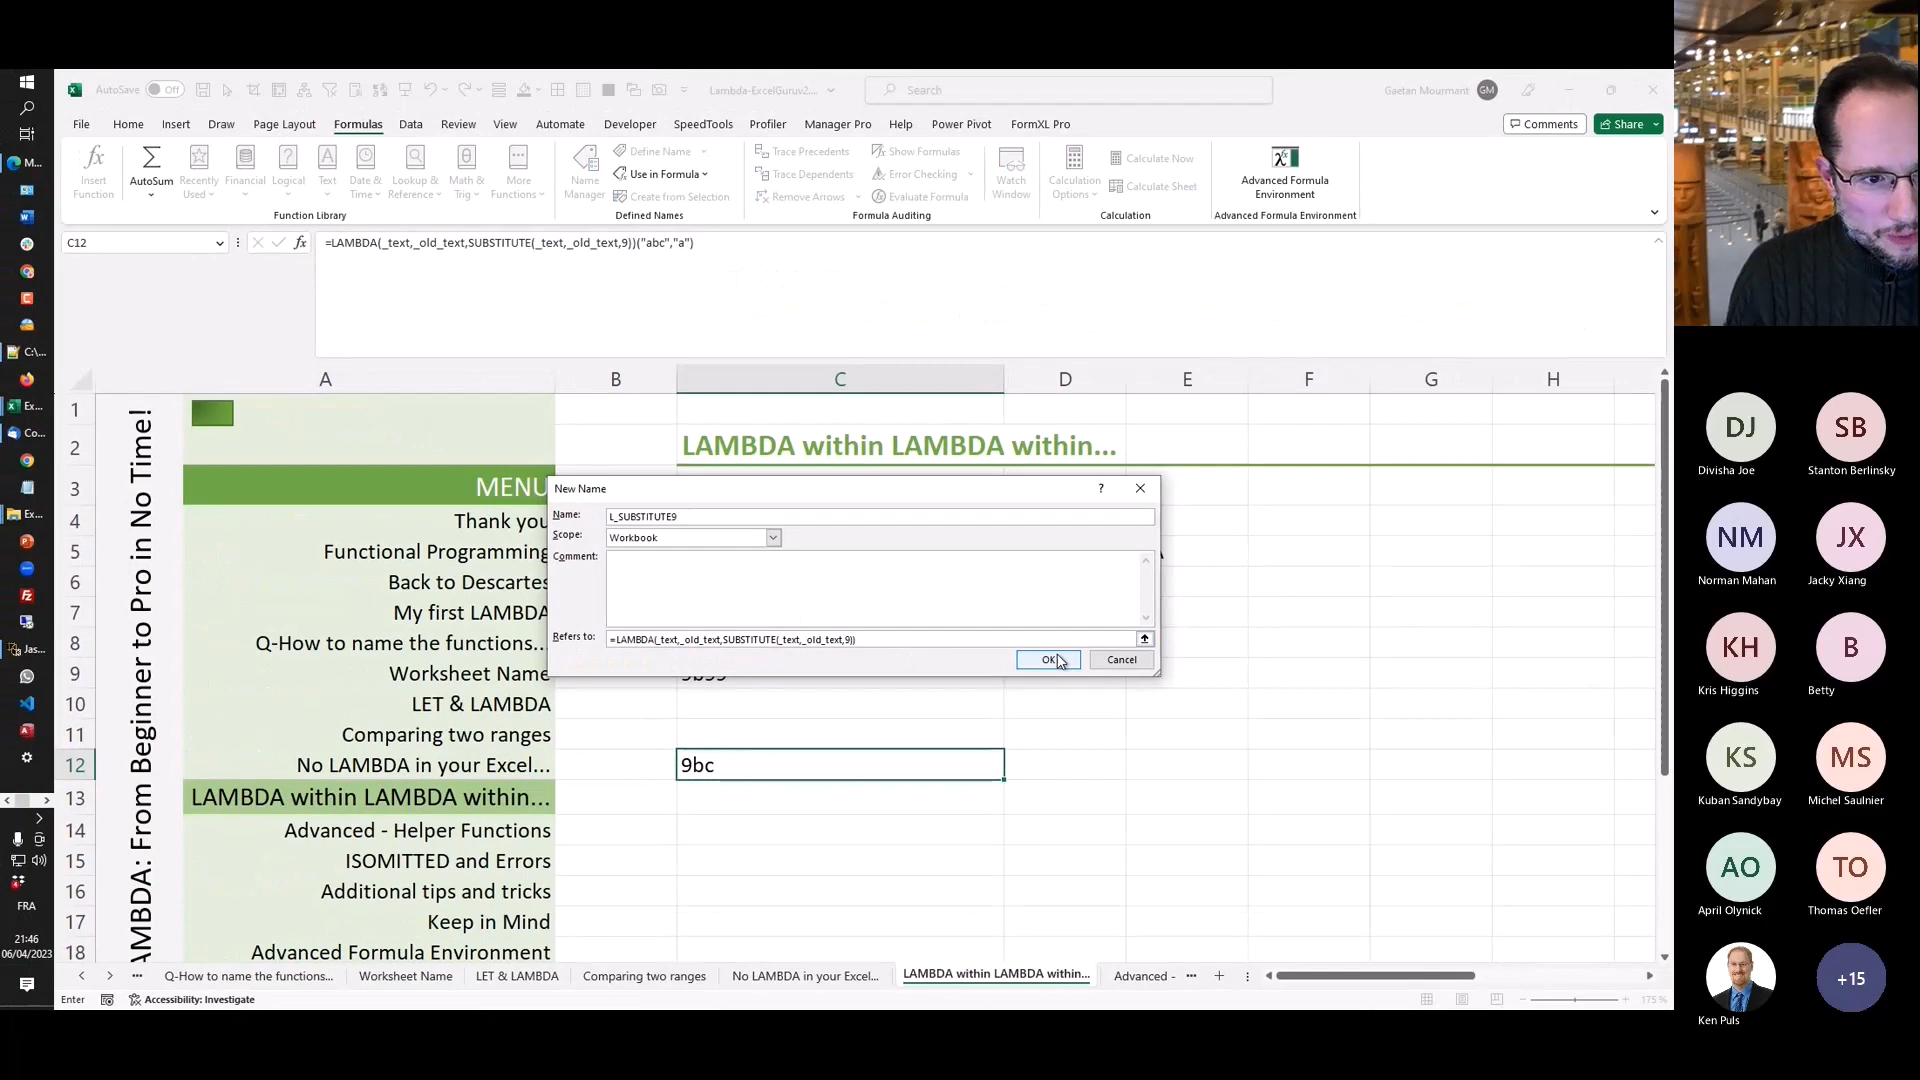 AutoSave Off
Lambda-ExcelGuruv2....
Search
Gaetan Mourmant GM
File Home Insert Draw Page Layout Formulas Data Review View Automate Developer SpeedTools Profiler Manager Pro Help Power Pivot FormXL Pro
Comments Share
Insert Function
AutoSum
Recently Used
Financial
Logical
Text
Date & Time
Lookup & Reference
Math & Trig
More Functions
Function Library
Name Manager
Define Name
Use in Formula
Create from Selection
Defined Names
Trace Precedents
Trace Dependents
Remove Arrows
Show Formulas
Error Checking
Evaluate Formula
Formula Auditing
Watch Window
Calculation Options
Calculate Now
Calculate Sheet
Calculation
Advanced Formula Environment
Advanced Formula Environment
C12
fx
=LAMBDA(_text,_old_text,SUBSTITUTE(_text,_old_text,9))("abc","a")
A B C D E F G H
1
2 LAMBDA within LAMBDA within...
3 MENU
4 Thank you
5 Functional Programming
6 Back to Descartes
7 My first LAMBDA
8 Q-How to name the functions...
9 Worksheet Name
10 LET & LAMBDA
11 Comparing two ranges
12 No LAMBDA in your Excel... 9bc
13 LAMBDA within LAMBDA within...
14 Advanced - Helper Functions
15 ISOMITTED and Errors
16 Additional tips and tricks
17 Keep in Mind
18 Advanced Formula Environment
AMBDA: From Beginner to Pro in No Time!
New Name
?
Name: L_SUBSTITUTE9
Scope: Workbook
Comment:
Refers to: =LAMBDA(_text,_old_text,SUBSTITUTE(_text,_old_text,9))
OK Cancel
Q-How to name the functions... Worksheet Name LET & LAMBDA Comparing two ranges No LAMBDA in your Excel... LAMBDA within LAMBDA within... Advanced - ...
Enter Accessibility: Investigate
175 %
M...
C:\...
Ex...
Co...
Ex...
Jas...
FRA
21:46
06/04/2023
DJ
Divisha Joe
SB
Stanton Berlinsky
NM
Norman Mahan
JX
Jacky Xiang
KH
Kris Higgins
B
Betty
KS
Kuban Sandybay
MS
Michel Saulnier
AO
April Olynick
TO
Thomas Oefler
Ken Puls
+15